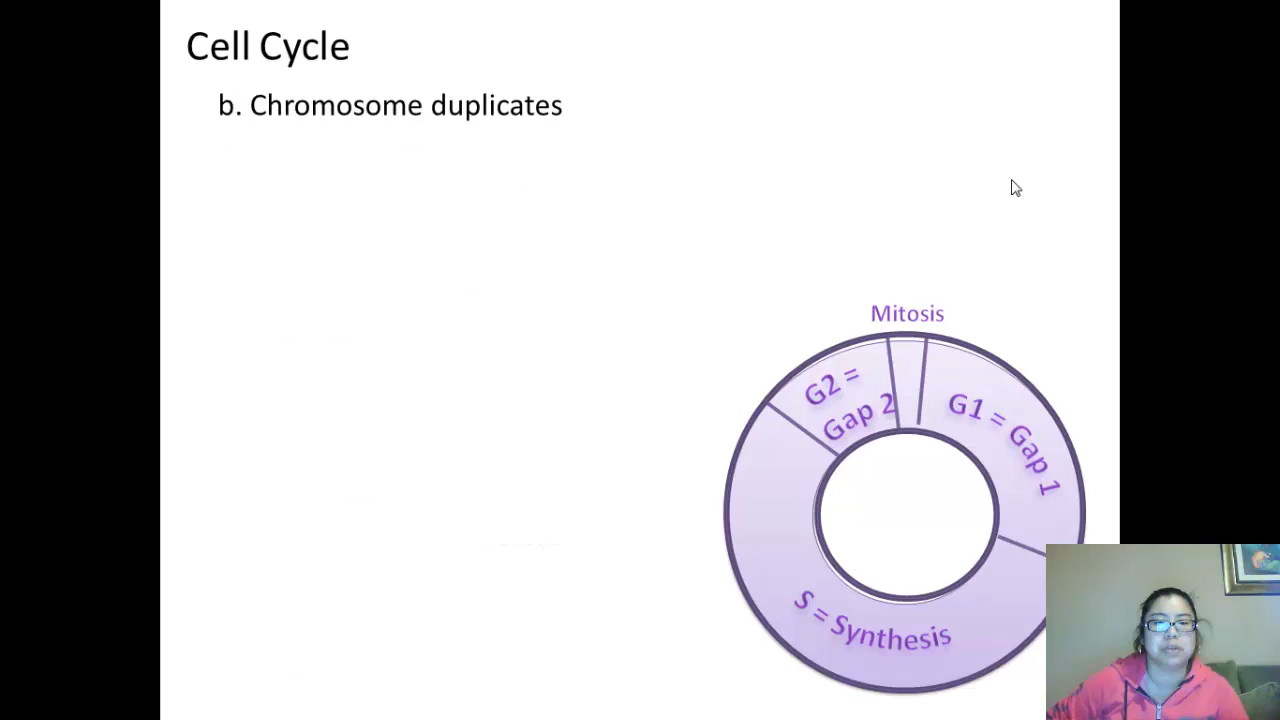 Cell Cycle
b. Chromosome duplicates
Mitosis
G2 =
Gap 2
G1 = Gap 1
S = Synthesis